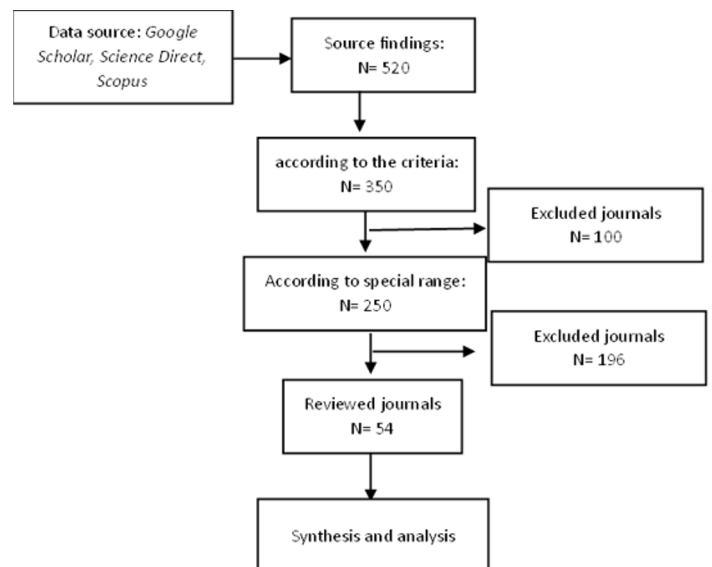 Data source: Google
Scholar, Science Direct,
Scopus
Source findings:
N= 520
according to the criteria:
N= 350
Excluded journals
N= 100
According to special range:
N= 250
Excluded journals
N= 196
Reviewed journals
N= 54
Synthesis and analysis